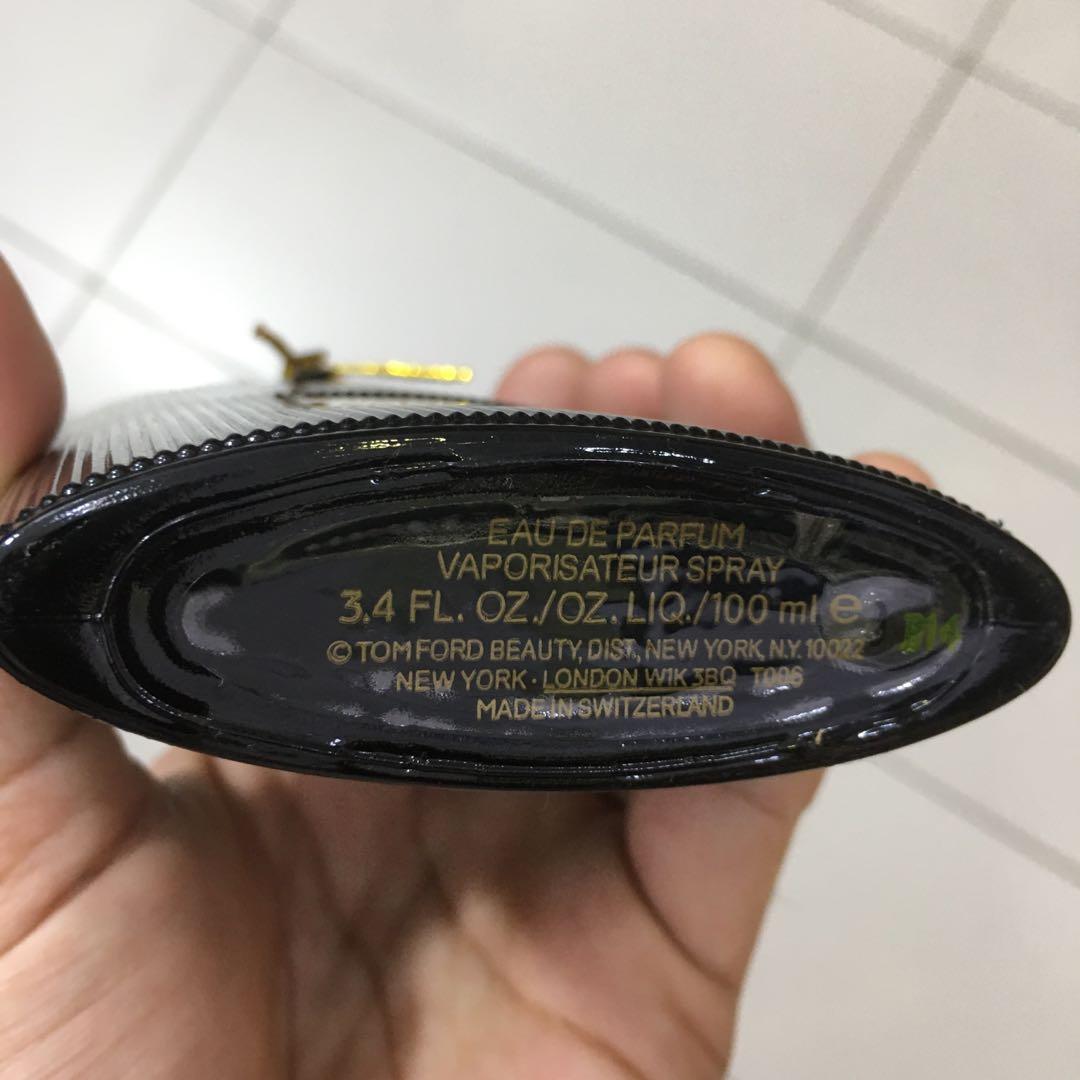 EAU DE PARFUM
VAPORISATEUR SPRAY
3.4 FL. OZ./OZ. LIQ./100 ml e
© TOM FORD BEAUTY, DIST., NEW YORK, N.Y. 10022
NEW YORK · LONDON W1K 3BQ T006
MADE IN SWITZERLAND